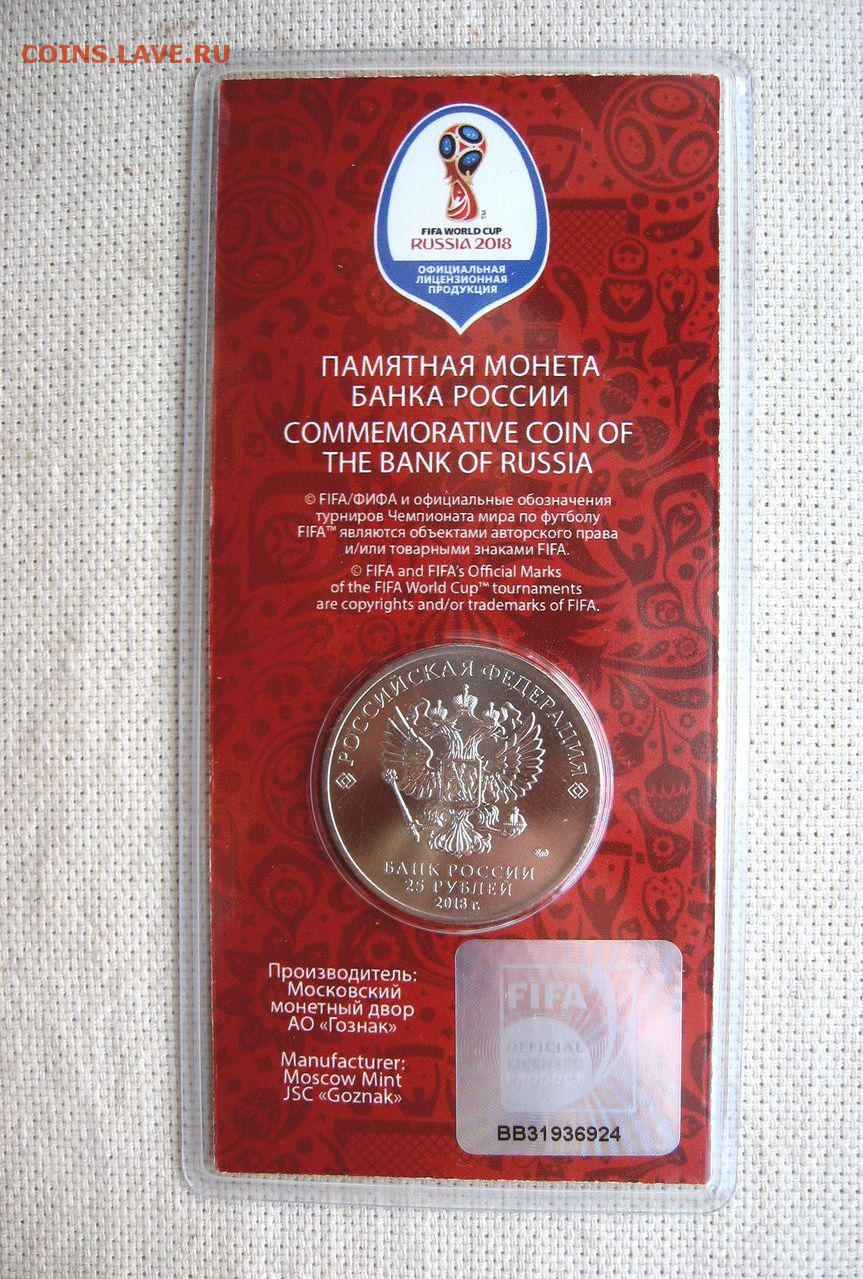 COINS.LAVE.RU
FIFA WORLD CUP™
RUSSIA 2018
ОФИЦИАЛЬНАЯ
ЛИЦЕНЗИОННАЯ
ПРОДУКЦИЯ
ПАМЯТНАЯ МОНЕТА
БАНКА РОССИИ
COMMEMORATIVE COIN OF
THE BANK OF RUSSIA
© FIFA/ФИФА и официальные обозначения
турниров Чемпионата мира по футболу
FIFA™ являются объектами авторского права
и/или товарными знаками FIFA.
© FIFA and FIFA's Official Marks
of the FIFA World Cup™ tournaments
are copyrights and/or trademarks of FIFA.
РОССИЙСКАЯ ФЕДЕРАЦИЯ
БАНК РОССИИ
25 РУБЛЕЙ
2018 г.
Производитель:
Московский
монетный двор
АО «Гознак»
Manufacturer:
Moscow Mint
JSC «Goznak»
FIFA
OFFICIAL
LICENSED
PRODUCT
BB31936924